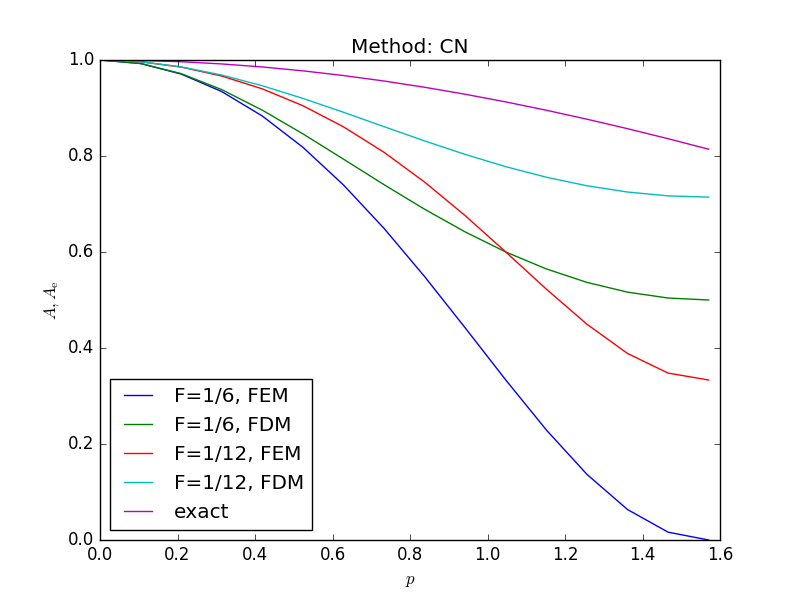 Method: CN
1.0
0.8
0.6
0.4
0.2
0.0
A, A_e
F=1/6, FEM
F=1/6, FDM
F=1/12, FEM
F=1/12, FDM
exact
0.0 0.2 0.4 0.6 0.8 1.0 1.2 1.4 1.6
p